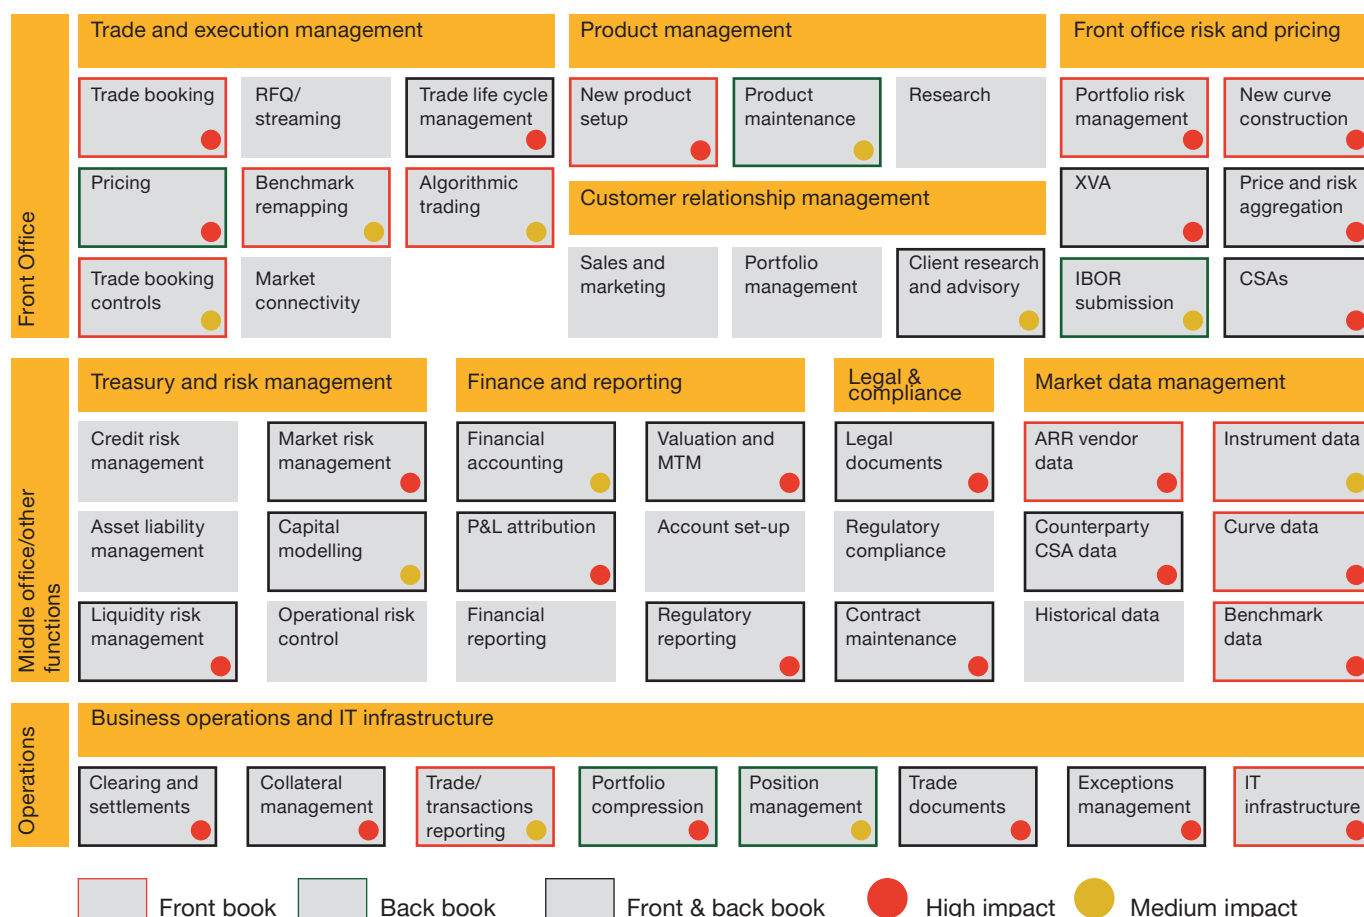 Front Office
Trade and execution management
Trade booking
RFQ/
streaming
Trade life cycle
management
Pricing
Benchmark
remapping
Algorithmic
trading
Trade booking
controls
Market
connectivity
Product management
New product
setup
Product
maintenance
Research
Customer relationship management
Sales and
marketing
Portfolio
management
Client research
and advisory
Front office risk and pricing
Portfolio risk
management
New curve
construction
XVA
Price and risk
aggregation
IBOR
submission
CSAs
Middle office/other
functions
Treasury and risk management
Credit risk
management
Market risk
management
Asset liability
management
Capital
modelling
Liquidity risk
management
Operational risk
control
Finance and reporting
Financial
accounting
Valuation and
MTM
P&L attribution
Account set-up
Financial
reporting
Regulatory
reporting
Legal &
compliance
Legal
documents
Regulatory
compliance
Contract
maintenance
Market data management
ARR vendor
data
Instrument data
Counterparty
CSA data
Curve data
Historical data
Benchmark
data
Operations
Business operations and IT infrastructure
Clearing and
settlements
Collateral
management
Trade/
transactions
reporting
Portfolio
compression
Position
management
Trade
documents
Exceptions
management
IT
infrastructure
Front book
Back book
Front & back book
High impact
Medium impact